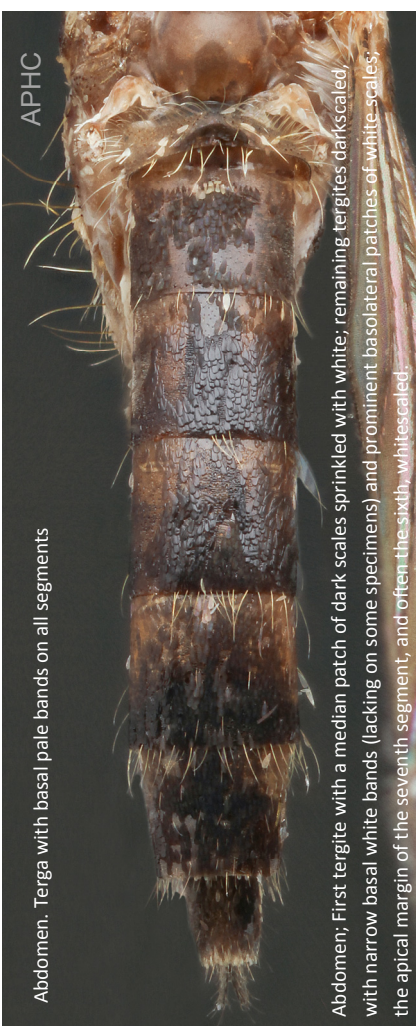 APHC
Abdomen. Terga with basal pale bands on all segments
Abdomen; First tergite with a median patch of dark scales sprinkled with white; remaining tergites darkscaled,
with narrow basal white bands (lacking on some specimens) and prominent basolateral patches of white scales;
the apical margin of the seventh segment, and often the sixth, whitescaled.